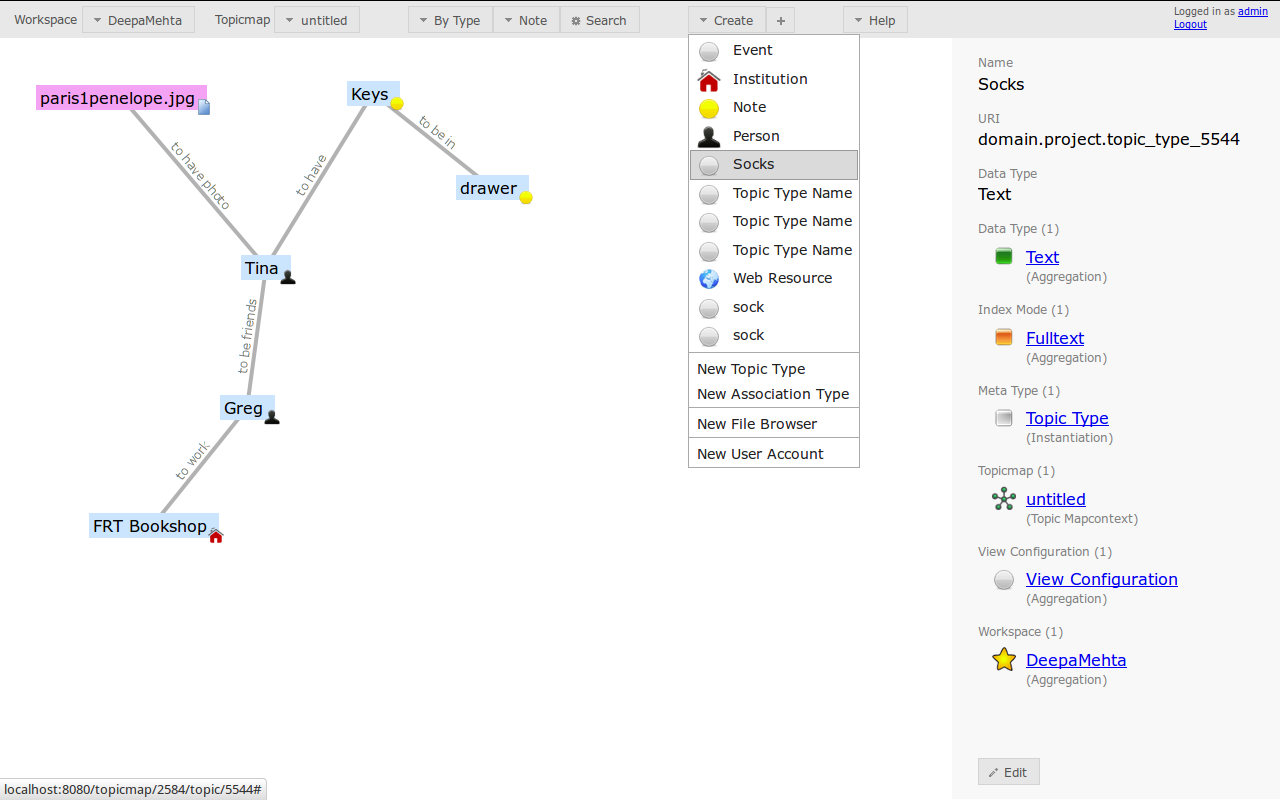 Workspace DeepaMehta Topicmap untitled By Type Note Search Create + Help
Logged in as admin
Logout
paris1penelope.jpg
Keys
to have photo
to have
to be in
drawer
Tina
to be friends
Greg
to work
FRT Bookshop
Event
Institution
Note
Person
Socks
Topic Type Name
Topic Type Name
Topic Type Name
Web Resource
sock
sock
New Topic Type
New Association Type
New File Browser
New User Account
Name
Socks
URI
domain.project.topic_type_5544
Data Type
Text
Data Type (1)
Text
(Aggregation)
Index Mode (1)
Fulltext
(Aggregation)
Meta Type (1)
Topic Type
(Instantiation)
Topicmap (1)
untitled
(Topic Mapcontext)
View Configuration (1)
View Configuration
(Aggregation)
Workspace (1)
DeepaMehta
(Aggregation)
Edit
localhost:8080/topicmap/2584/topic/5544#